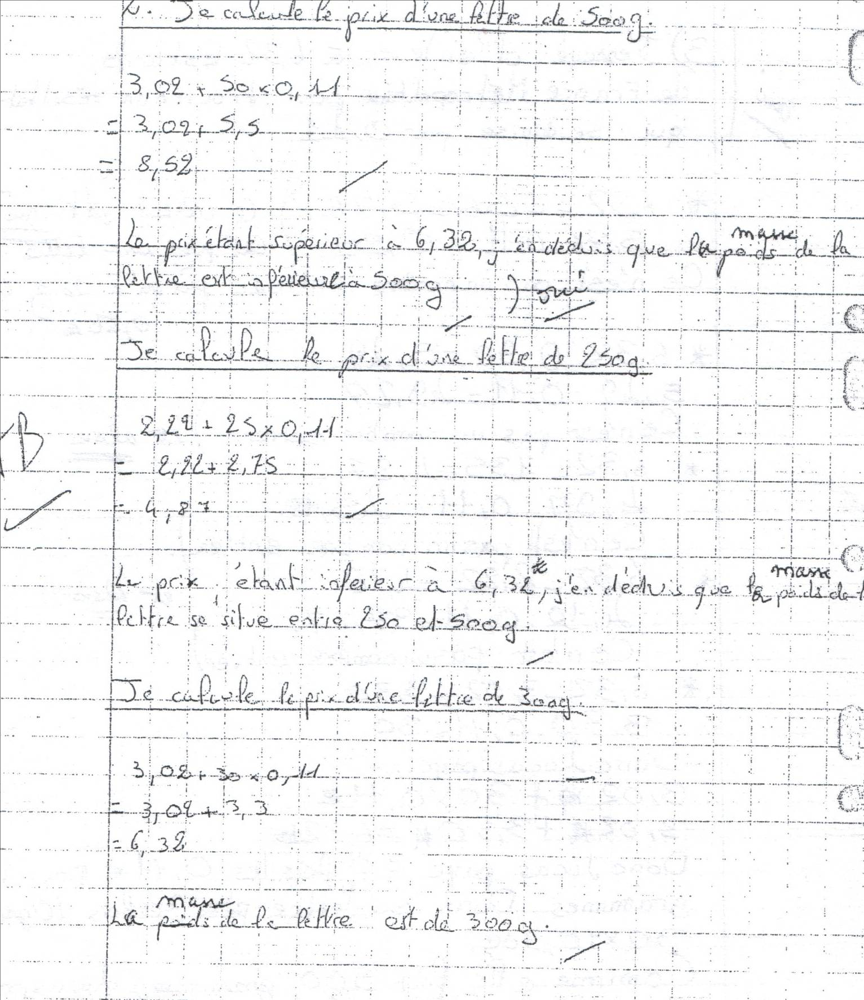 2. Je calcule le prix d'une lettre de 500g.
3,02 + 50 × 0,11
= 3,02 + 5,5
= 8,52
Le prix étant supérieur à 6,32, j'en déduis que la poids masse de la
lettre est inférieure à 500g ) oui
Je calcule le prix d'une lettre de 250g.
2,22 + 25 × 0,11
TB
= 2,22 + 2,75
= 4,87
Le prix étant inferieur à 6,32, j'en déduis que la poids masse de l
lettre se situe entre 250 et 500g.
Je calcule le prix d'une lettre de 300g.
3,02 + 30 × 0,11
= 3,02 + 3,3
= 6,32
La poids masse de la lettre est de 300g.